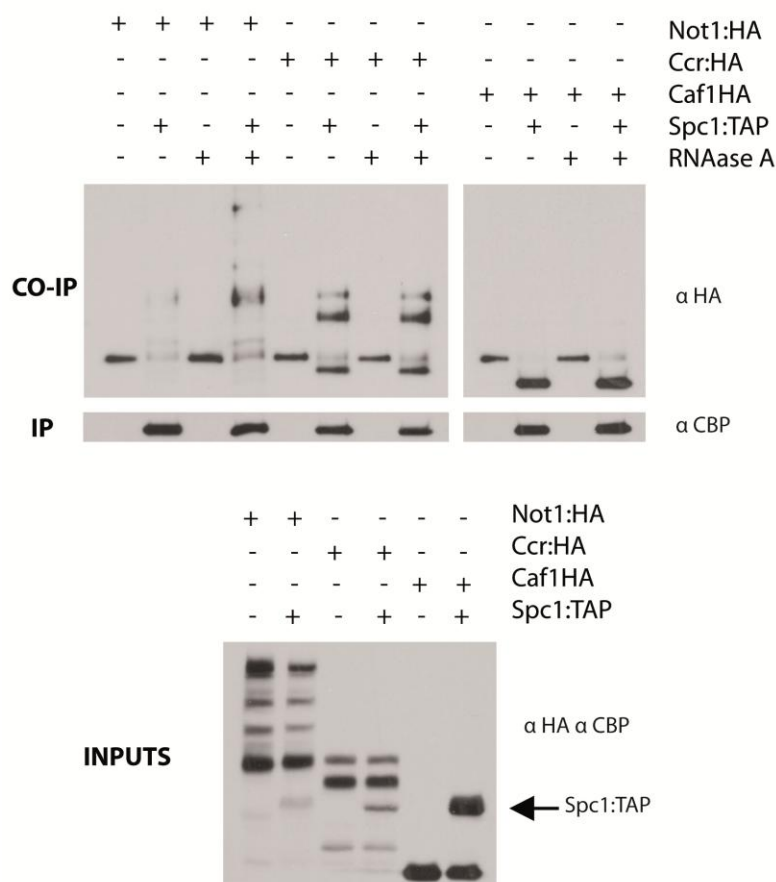 + + + + - - - - - - - - Not1:HA
- - - - + + + + - - - - Ccr:HA
- - - - - - - - + + + + Caf1HA
- + - + - + - + - + - + Spc1:TAP
- - + + - - + + - - + + RNAase A
CO-IP
α HA
IP
α CBP
+ + - - - - Not1:HA
- - + + - - Ccr:HA
- - - - + + Caf1HA
- + - + - + Spc1:TAP
α HA α CBP
INPUTS
Spc1:TAP